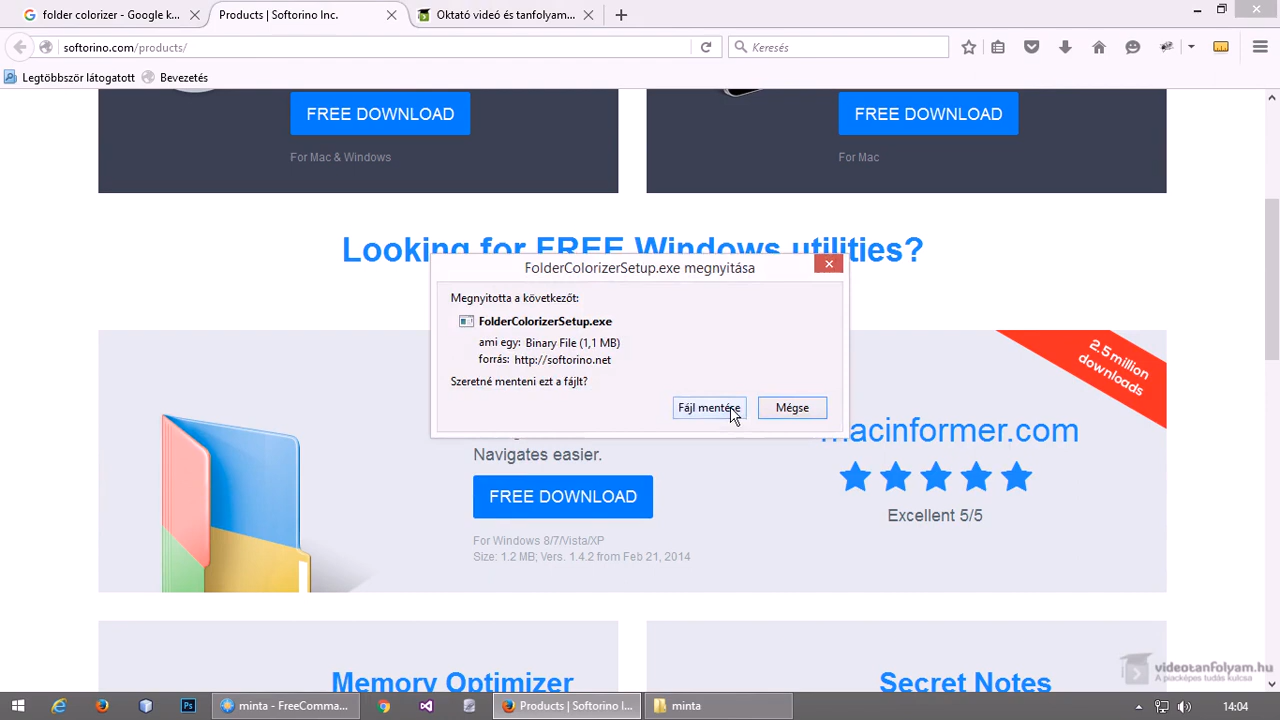 folder colorizer - Google k...
Products | Softorino Inc.
Oktató videó és tanfolyam...
softorino.com/products/
Keresés
Legtöbbször látogatott
Bevezetés
FREE DOWNLOAD
FREE DOWNLOAD
For Mac & Windows
For Mac
Looking for FREE Windows utilities?
FolderColorizerSetup.exe megnyitása
Megnyitotta a következőt:
FolderColorizerSetup.exe
ami egy: Binary File (1,1 MB)
forrás: http://softorino.net
Szeretné menteni ezt a fájlt?
Fájl mentése
Mégse
2.5 million
downloads
macinformer.com
Navigates easier.
FREE DOWNLOAD
Excellent 5/5
For Windows 8/7/Vista/XP
Size: 1.2 MB; Vers. 1.4.2 from Feb 21, 2014
Memory Optimizer
Secret Notes
videotanfolyam.hu
A piacképes tudás kulcsa
Ps
minta - FreeComma...
Products | Softorino I...
minta
14:04